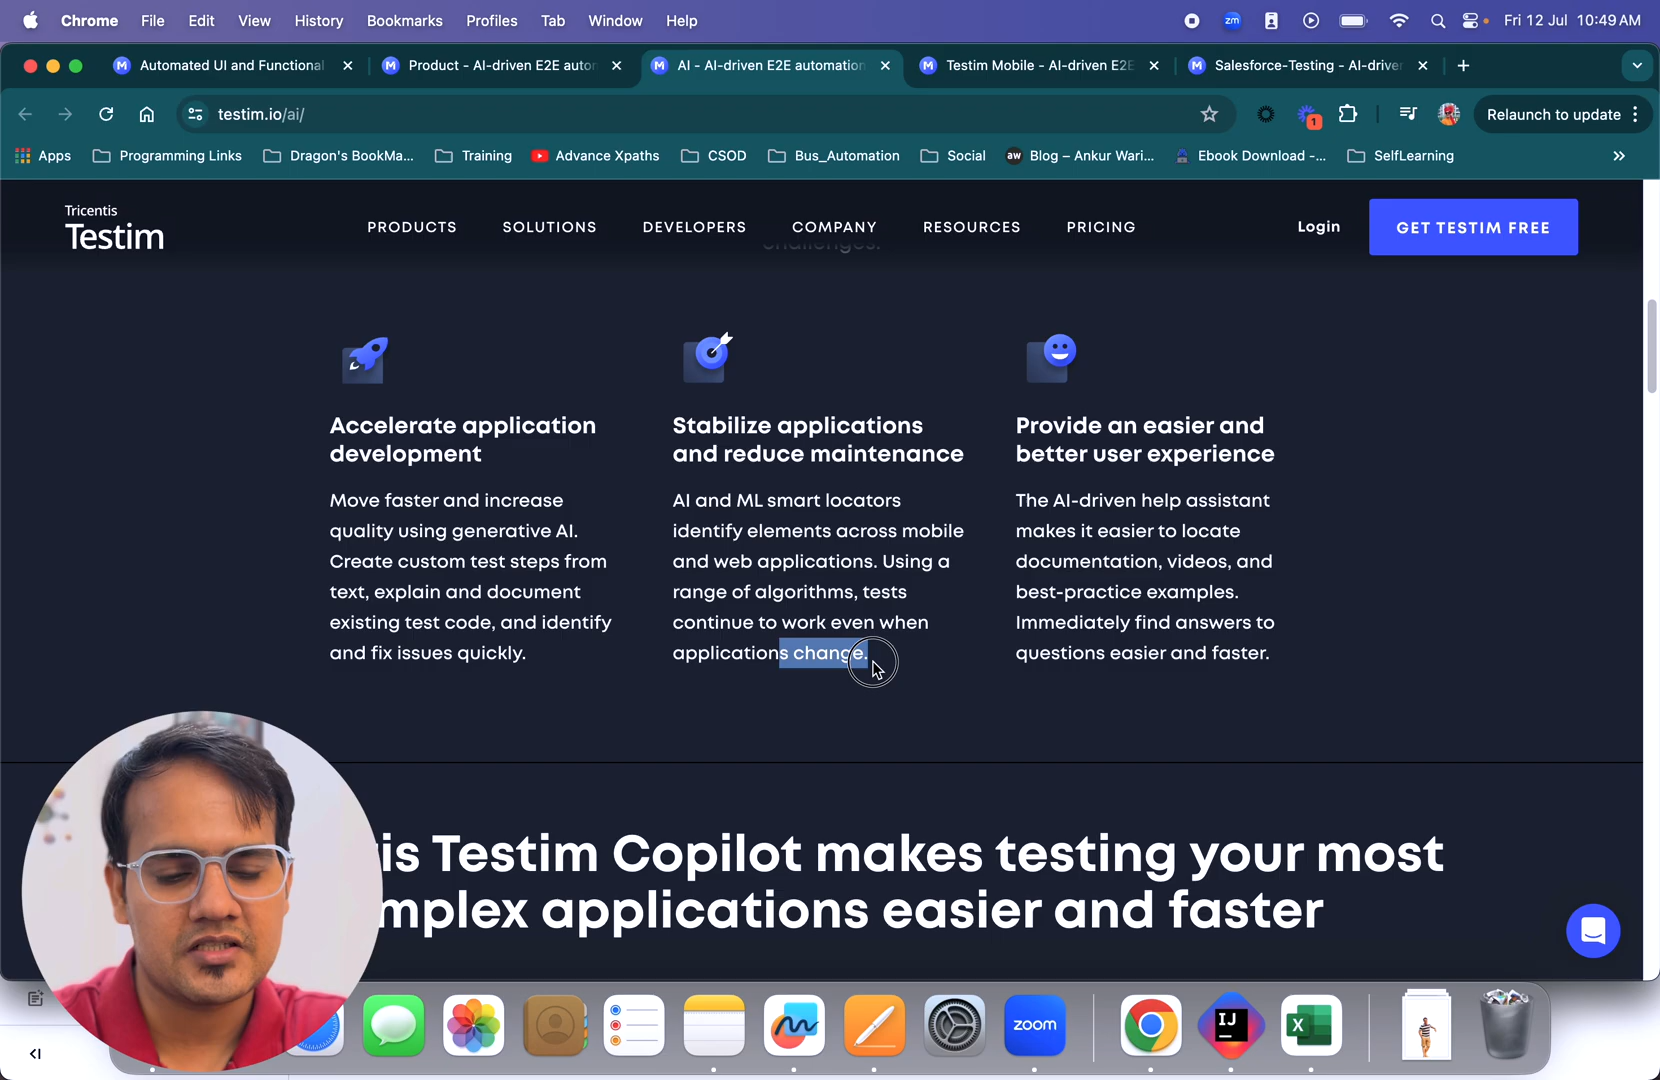 Chrome File Edit View History Bookmarks Profiles Tab Window Help zm Fri 12 Jul 10:49 AM
Automated UI and Functional Product - AI-driven E2E auton AI - AI-driven E2E automation Testim Mobile - AI-driven E2E Salesforce-Testing - AI-driver
testim.io/ai/ 1 Relaunch to update
Apps Programming Links Dragon's BookMa... Training Advance Xpaths CSOD Bus_Automation Social aw Blog – Ankur Wari... Ebook Download -... SelfLearning
Tricentis
Testim
PRODUCTS SOLUTIONS DEVELOPERS COMPANY RESOURCES PRICING Login GET TESTIM FREE
challenges.
Accelerate application
development
Move faster and increase
quality using generative AI.
Create custom test steps from
text, explain and document
existing test code, and identify
and fix issues quickly.
Stabilize applications
and reduce maintenance
AI and ML smart locators
identify elements across mobile
and web applications. Using a
range of algorithms, tests
continue to work even when
applications change.
Provide an easier and
better user experience
The AI-driven help assistant
makes it easier to locate
documentation, videos, and
best-practice examples.
Immediately find answers to
questions easier and faster.
is Testim Copilot makes testing your most
mplex applications easier and faster
zoom IJ X